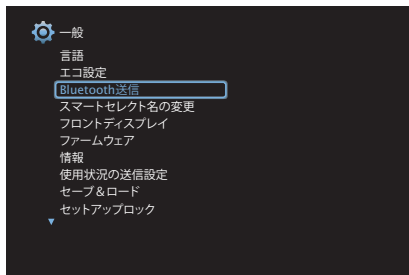 一般
言語
エコ設定
Bluetooth送信
スマートセレクト名の変更
フロントディスプレイ
ファームウェア
情報
使用状況の送信設定
セーブ＆ロード
セットアップロック